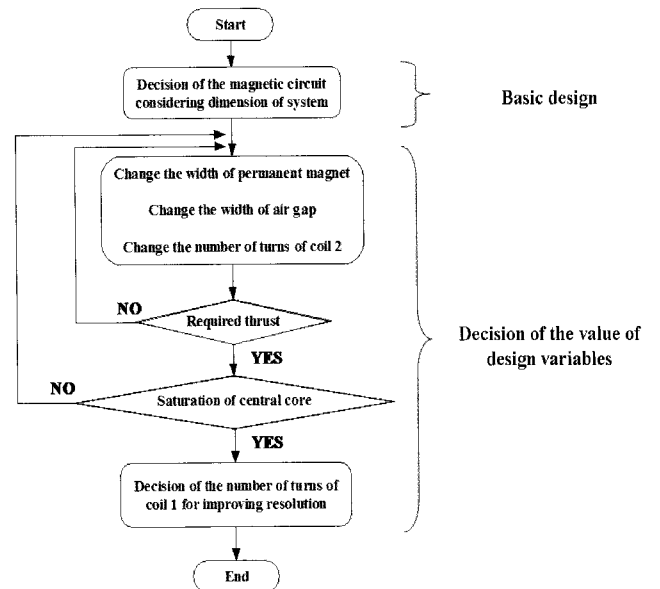 Start
Decision of the magnetic circuit
considering dimension of system
Basic design
Change the width of permanent magnet
Change the width of air gap
Change the number of turns of coil 2
NO
Required thrust
YES
Decision of the value of
design variables
NO
Saturation of central core
YES
Decision of the number of turns of
coil 1 for improving resolution
End